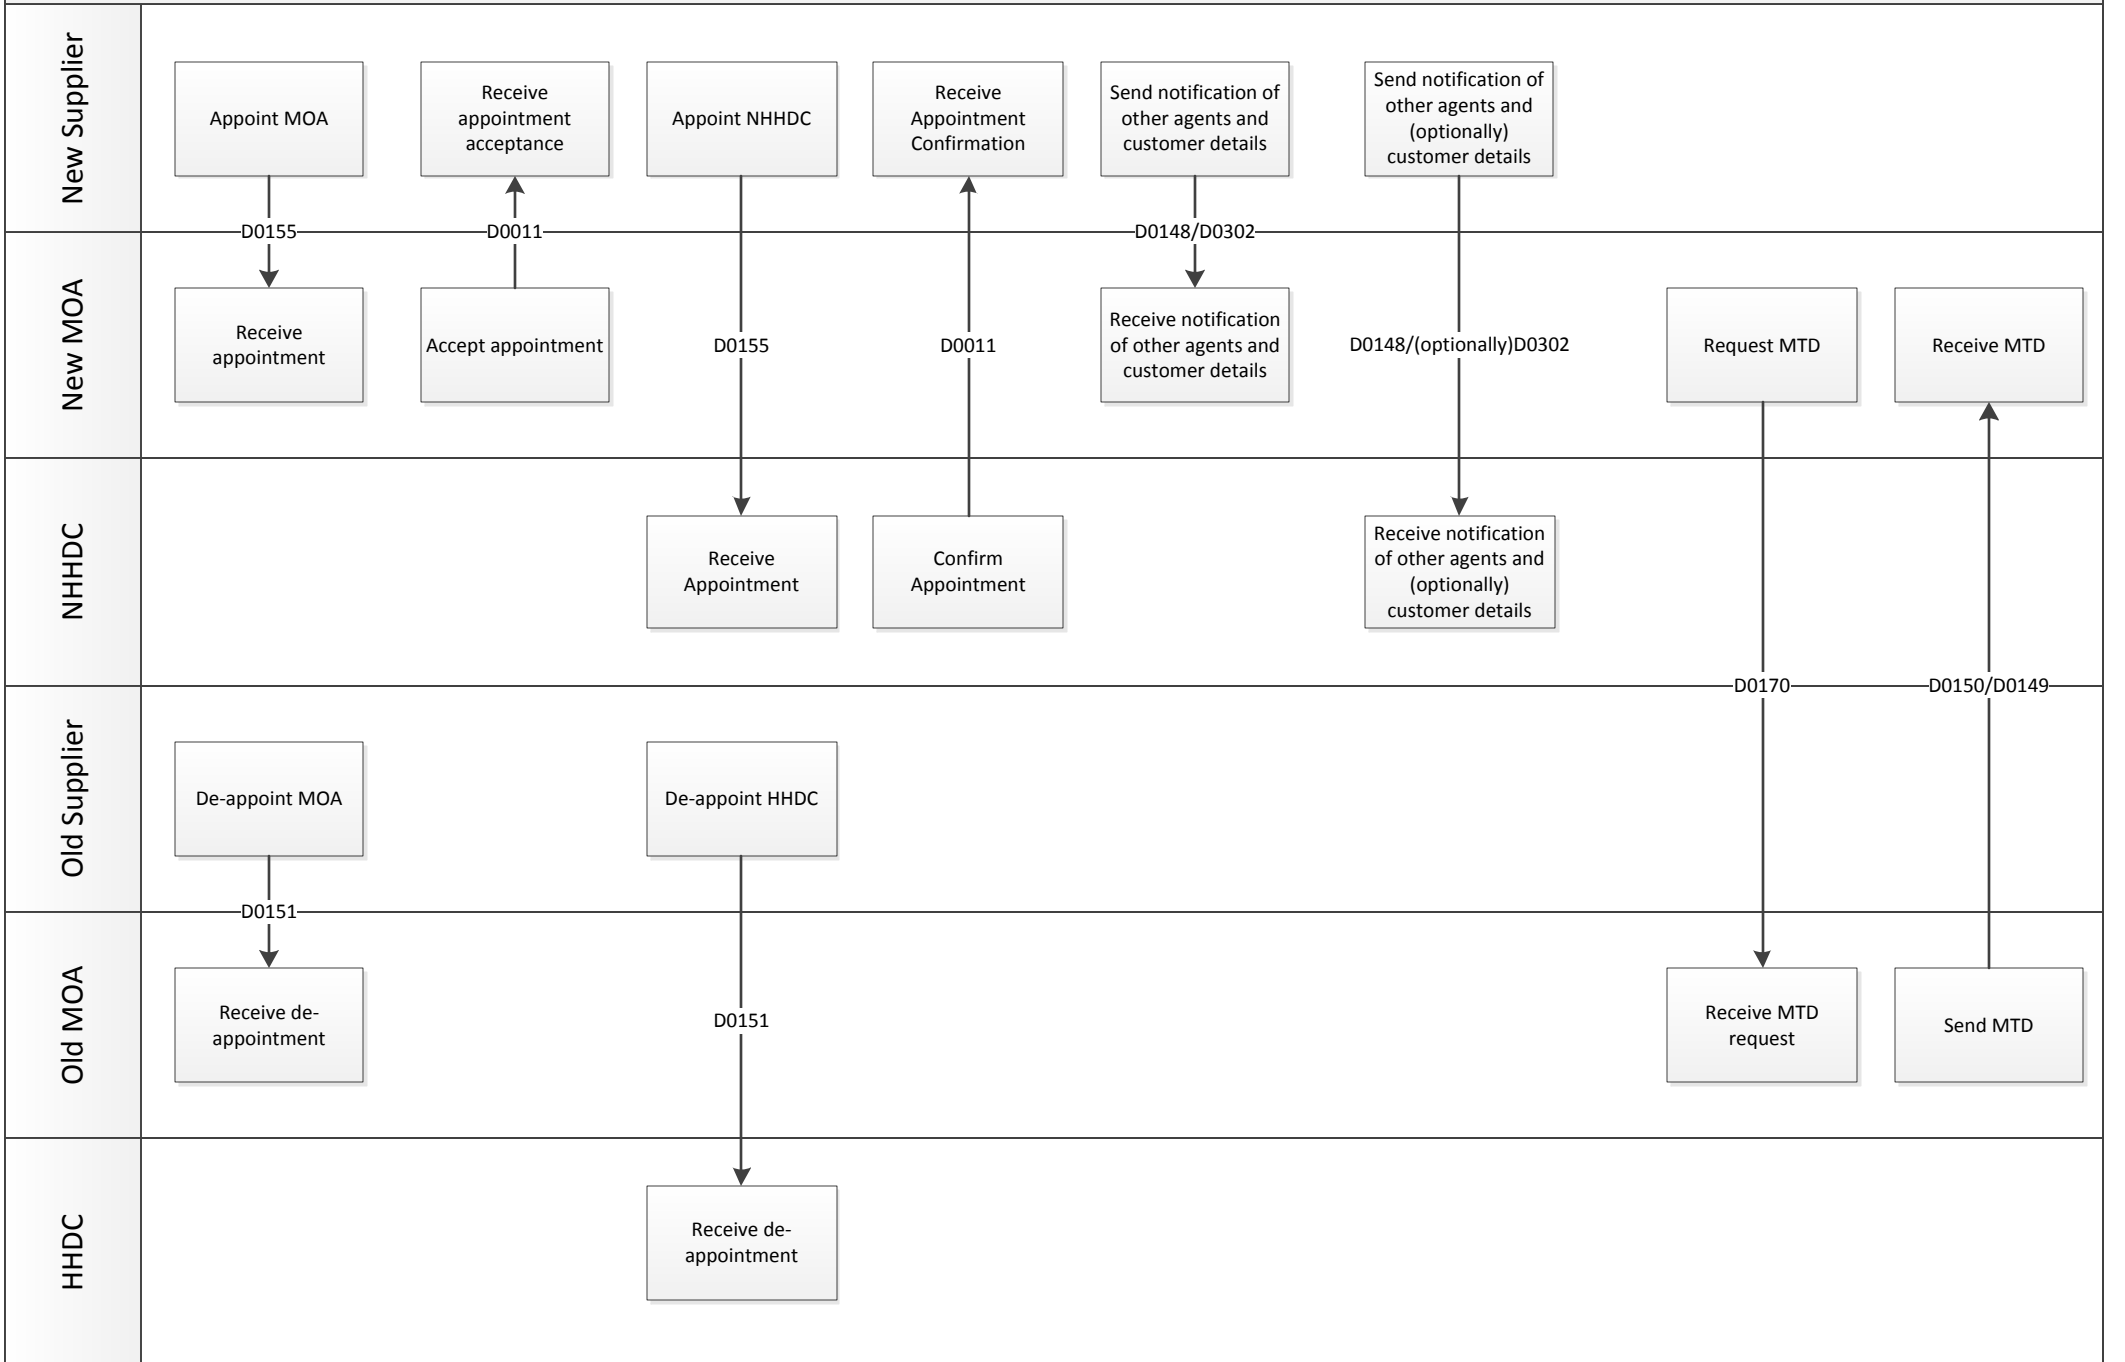 New Supplier
Appoint MOA
Receive
appointment
acceptance
Appoint NHHDC
Receive
Appointment
Confirmation
Send notification of
other agents and
customer details
Send notification of
other agents and
(optionally)
customer details
D0155
D0011
D0148/D0302
New MOA
Receive
appointment
Accept appointment
D0155
D0011
Receive notification
of other agents and
customer details
D0148/(optionally)D0302
Request MTD
Receive MTD
NHHDC
Receive
Appointment
Confirm
Appointment
Receive notification
of other agents and
(optionally)
customer details
D0170
D0150/D0149
Old Supplier
De-appoint MOA
De-appoint HHDC
D0151
Old MOA
Receive de-
appointment
D0151
Receive MTD
request
Send MTD
HHDC
Receive de-
appointment